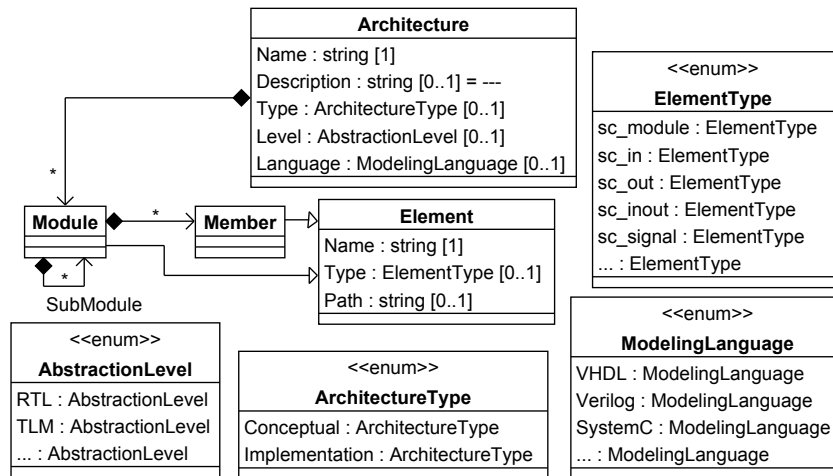 Architecture
Name : string [1]
Description : string [0..1] = ---
Type : ArchitectureType [0..1]
Level : AbstractionLevel [0..1]
Language : ModelingLanguage [0..1]
<<enum>>
ElementType
sc_module : ElementType
sc_in : ElementType
sc_out : ElementType
sc_inout : ElementType
sc_signal : ElementType
... : ElementType
*
Module
*
Member
*
SubModule
Element
Name : string [1]
Type : ElementType [0..1]
Path : string [0..1]
<<enum>>
AbstractionLevel
RTL : AbstractionLevel
TLM : AbstractionLevel
... : AbstractionLevel
<<enum>>
ArchitectureType
Conceptual : ArchitectureType
Implementation : ArchitectureType
<<enum>>
ModelingLanguage
VHDL : ModelingLanguage
Verilog : ModelingLanguage
SystemC : ModelingLanguage
... : ModelingLanguage